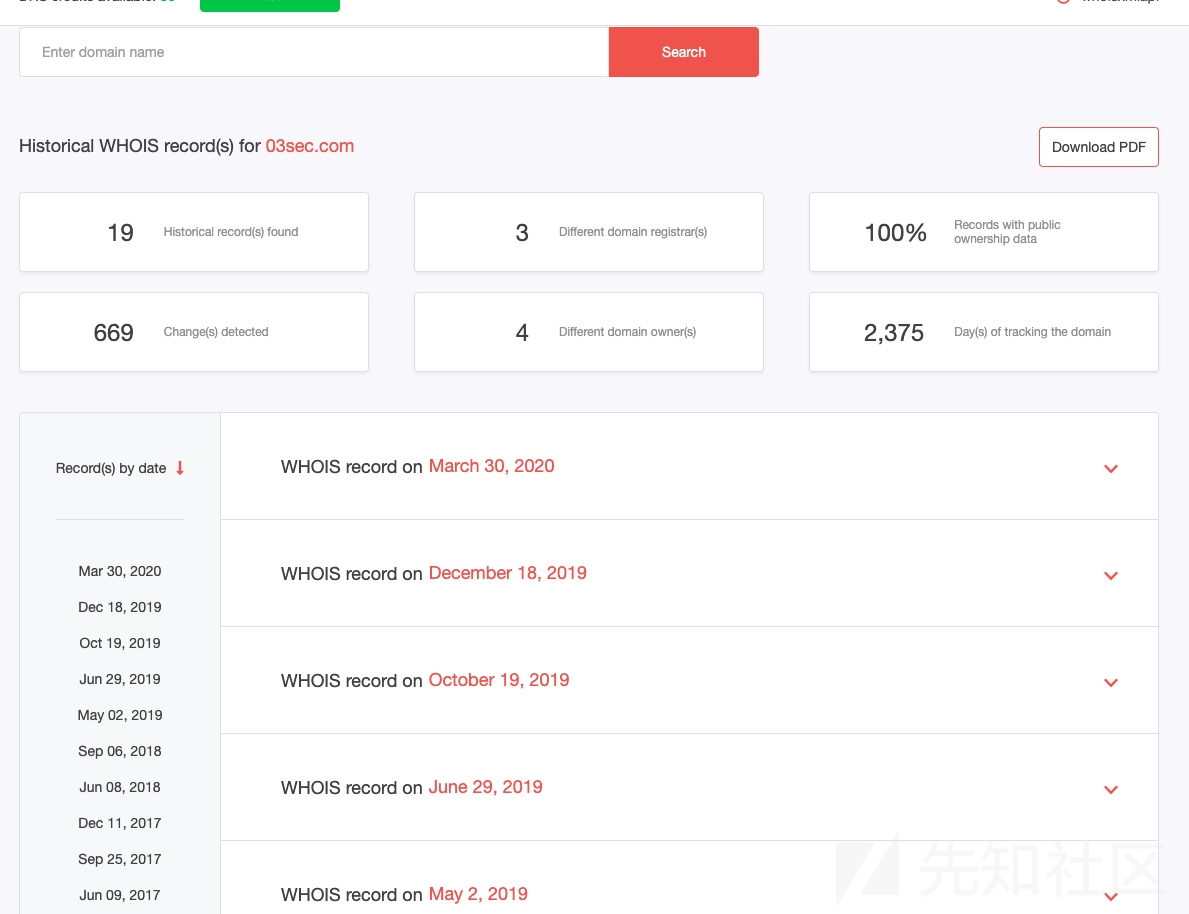 Enter domain name
Search
Historical WHOIS record(s) for 03sec.com
Download PDF
19 Historical record(s) found
3 Different domain registrar(s)
100% Records with public
ownership data
669 Change(s) detected
4 Different domain owner(s)
2,375 Day(s) of tracking the domain
Record(s) by date
Mar 30, 2020
Dec 18, 2019
Oct 19, 2019
Jun 29, 2019
May 02, 2019
Sep 06, 2018
Jun 08, 2018
Dec 11, 2017
Sep 25, 2017
Jun 09, 2017
WHOIS record on March 30, 2020
WHOIS record on December 18, 2019
WHOIS record on October 19, 2019
WHOIS record on June 29, 2019
WHOIS record on May 2, 2019
先知社区